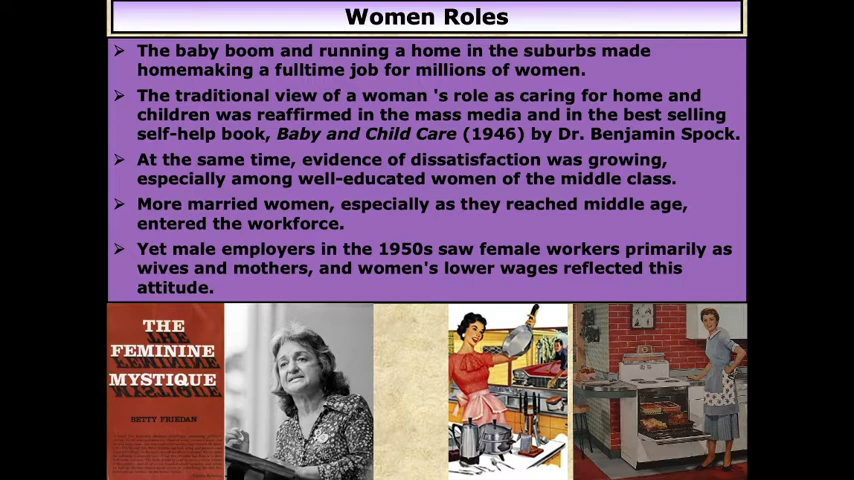 Women Roles
The baby boom and running a home in the suburbs made
homemaking a fulltime job for millions of women.
The traditional view of a woman 's role as caring for home and
children was reaffirmed in the mass media and in the best selling
self-help book, Baby and Child Care (1946) by Dr. Benjamin Spock.
At the same time, evidence of dissatisfaction was growing,
especially among well-educated women of the middle class.
More married women, especially as they reached middle age,
entered the workforce.
Yet male employers in the 1950s saw female workers primarily as
wives and mothers, and women's lower wages reflected this
attitude.
THE
FEMININE
MYSTIQUE
BETTY FRIEDAN